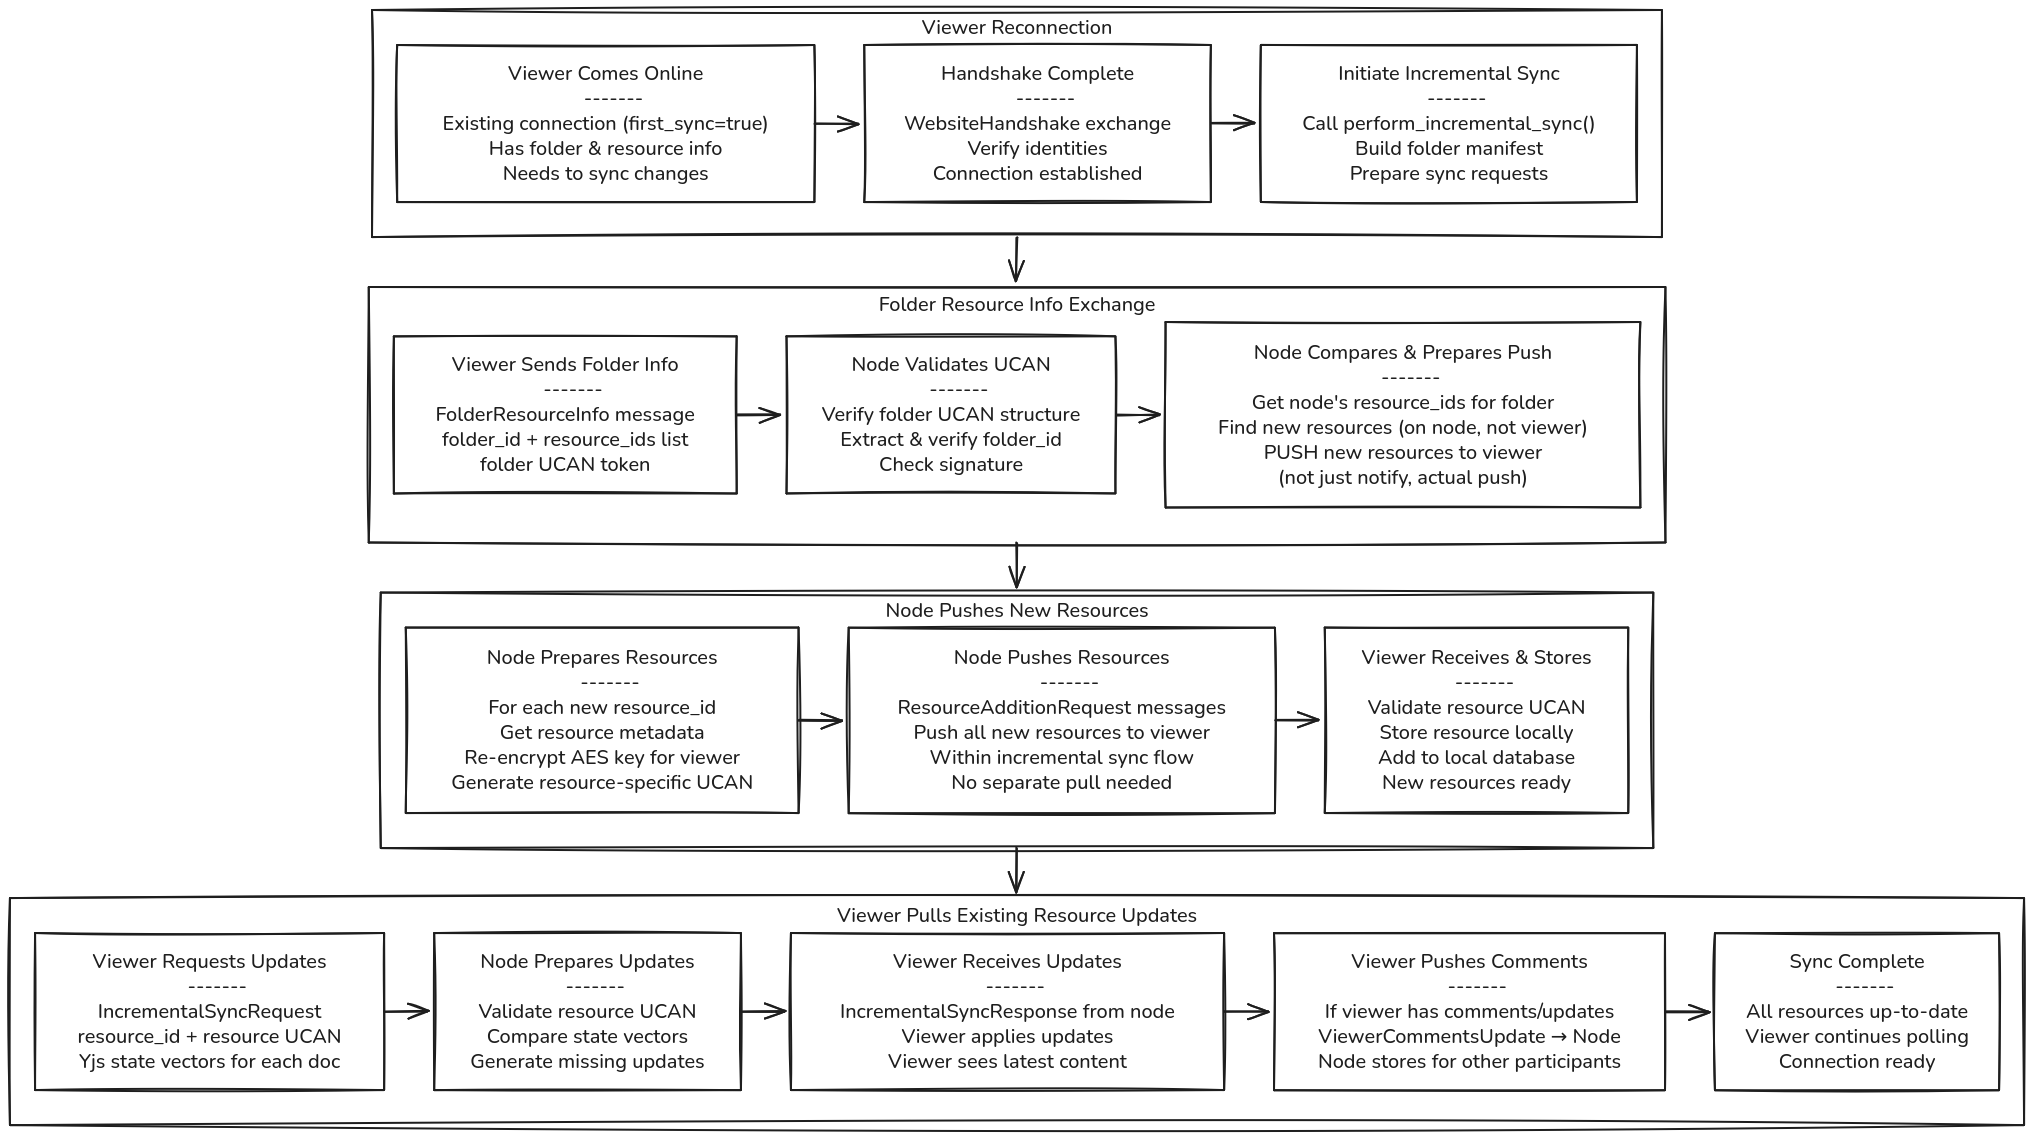 Viewer Reconnection
Viewer Comes Online
-------
Existing connection (first_sync=true)
Has folder & resource info
Needs to sync changes
Handshake Complete
-------
WebsiteHandshake exchange
Verify identities
Connection established
Initiate Incremental Sync
-------
Call perform_incremental_sync()
Build folder manifest
Prepare sync requests
Folder Resource Info Exchange
Viewer Sends Folder Info
-------
FolderResourceInfo message
folder_id + resource_ids list
folder UCAN token
Node Validates UCAN
-------
Verify folder UCAN structure
Extract & verify folder_id
Check signature
Node Compares & Prepares Push
-------
Get node's resource_ids for folder
Find new resources (on node, not viewer)
PUSH new resources to viewer
(not just notify, actual push)
Node Pushes New Resources
Node Prepares Resources
-------
For each new resource_id
Get resource metadata
Re-encrypt AES key for viewer
Generate resource-specific UCAN
Node Pushes Resources
-------
ResourceAdditionRequest messages
Push all new resources to viewer
Within incremental sync flow
No separate pull needed
Viewer Receives & Stores
-------
Validate resource UCAN
Store resource locally
Add to local database
New resources ready
Viewer Pulls Existing Resource Updates
Viewer Requests Updates
-------
IncrementalSyncRequest
resource_id + resource UCAN
Yjs state vectors for each doc
Node Prepares Updates
-------
Validate resource UCAN
Compare state vectors
Generate missing updates
Viewer Receives Updates
-------
IncrementalSyncResponse from node
Viewer applies updates
Viewer sees latest content
Viewer Pushes Comments
-------
If viewer has comments/updates
ViewerCommentsUpdate → Node
Node stores for other participants
Sync Complete
-------
All resources up-to-date
Viewer continues polling
Connection ready